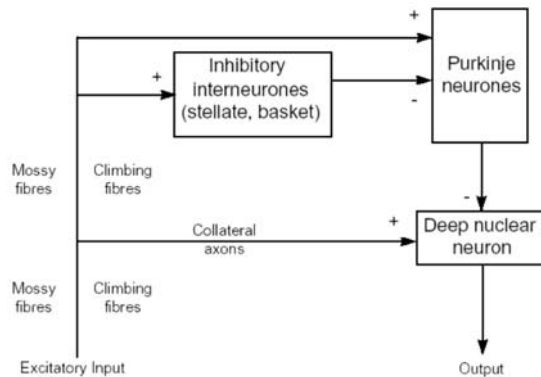 +
Purkinje
neurones
+
Inhibitory
interneurones
(stellate, basket)
-
Mossy
fibres
Climbing
fibres
-
+
Collateral
axons
Deep nuclear
neuron
Mossy
fibres
Climbing
fibres
Excitatory Input
Output